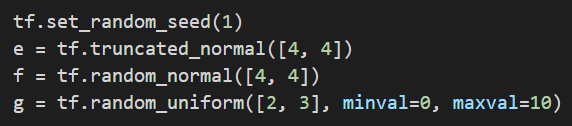 tf.set_random_seed(1)
e = tf.truncated_normal([4, 4])
f = tf.random_normal([4, 4])
g = tf.random_uniform([2, 3], minval=0, maxval=10)